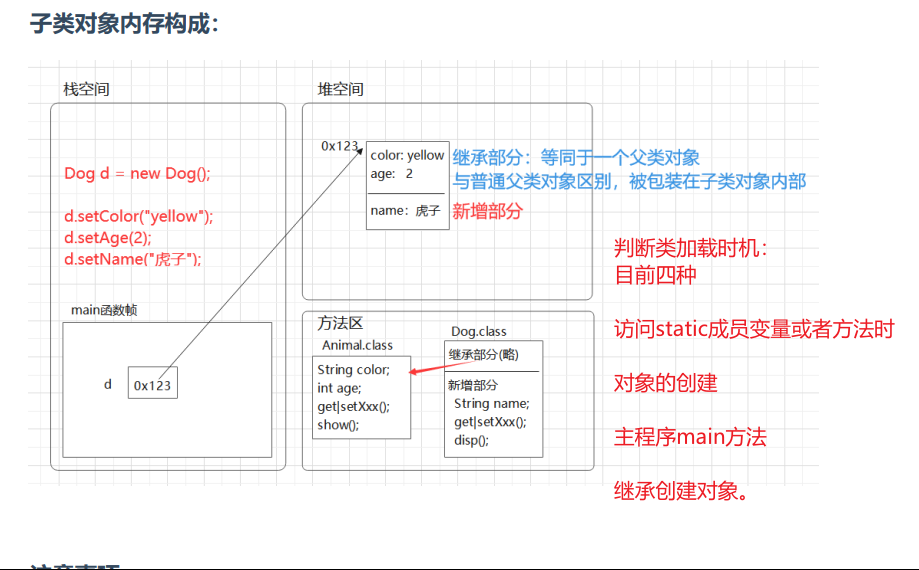 子类对象内存构成：
栈空间
堆空间
Dog d = new Dog();
d.setColor("yellow");
d.setAge(2);
d.setName("虎子");
0x123
color: yellow
age: 2
name：虎子
继承部分：等同于一个父类对象
与普通父类对象区别，被包装在子类对象内部
新增部分
main函数帧
d
0x123
方法区
Animal.class
String color;
int age;
get|setXxx();
show();
Dog.class
继承部分(略)
新增部分
String name;
get|setXxx();
disp();
判断类加载时机：
目前四种
访问static成员变量或者方法时
对象的创建
主程序main方法
继承创建对象。